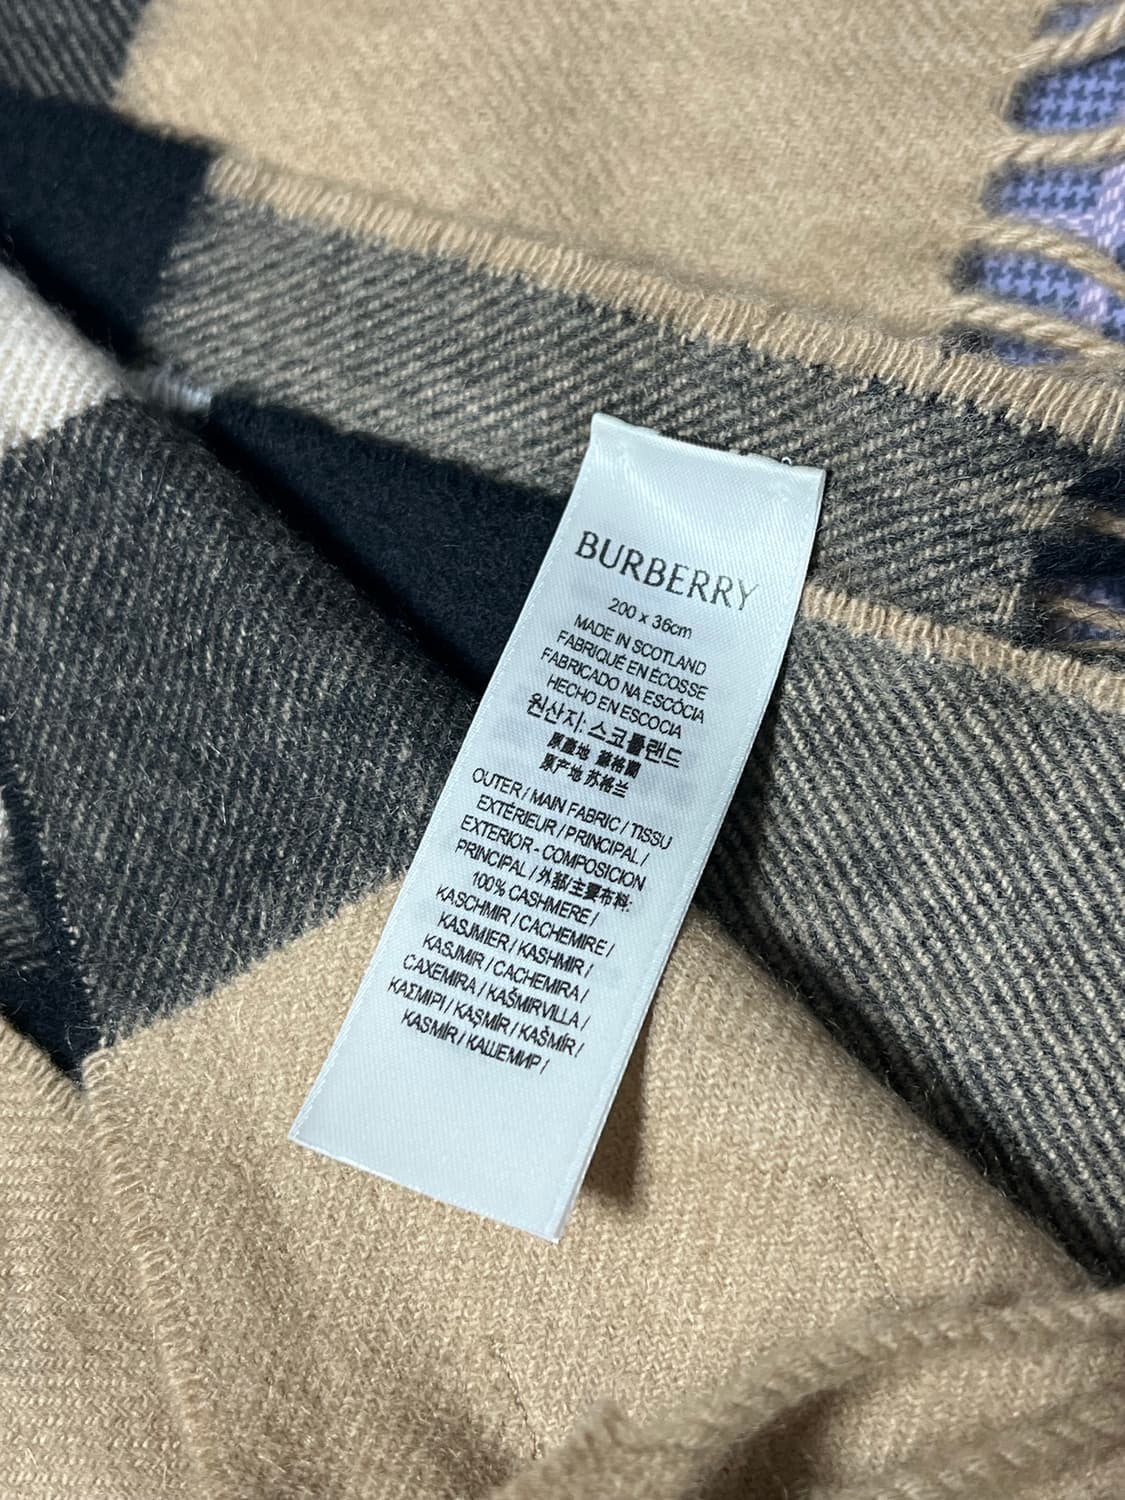 BURBERRY
200 x 36cm
MADE IN SCOTLAND
FABRIQUÉ EN ÉCOSSE
FABRICADO NA ESCÓCIA
HECHO EN ESCOCIA
원산지: 스코틀랜드
原產地 蘇格蘭
原产地 苏格兰
OUTER / MAIN FABRIC / TISSU
EXTÉRIEUR / PRINCIPAL /
EXTERIOR - COMPOSICION
PRINCIPAL / 外部/主要布料:
100% CASHMERE /
KASCHMIR / CACHEMIRE /
KASJMIER / KASHMIR /
KASJMIR / CACHEMIRA /
CAXEMIRA / KAŠMIRVILLA /
ΚΑΣΜΙΡΙ / KAŞMİR / KAŠMÍR /
KASMÍR / КАШЕМИР /